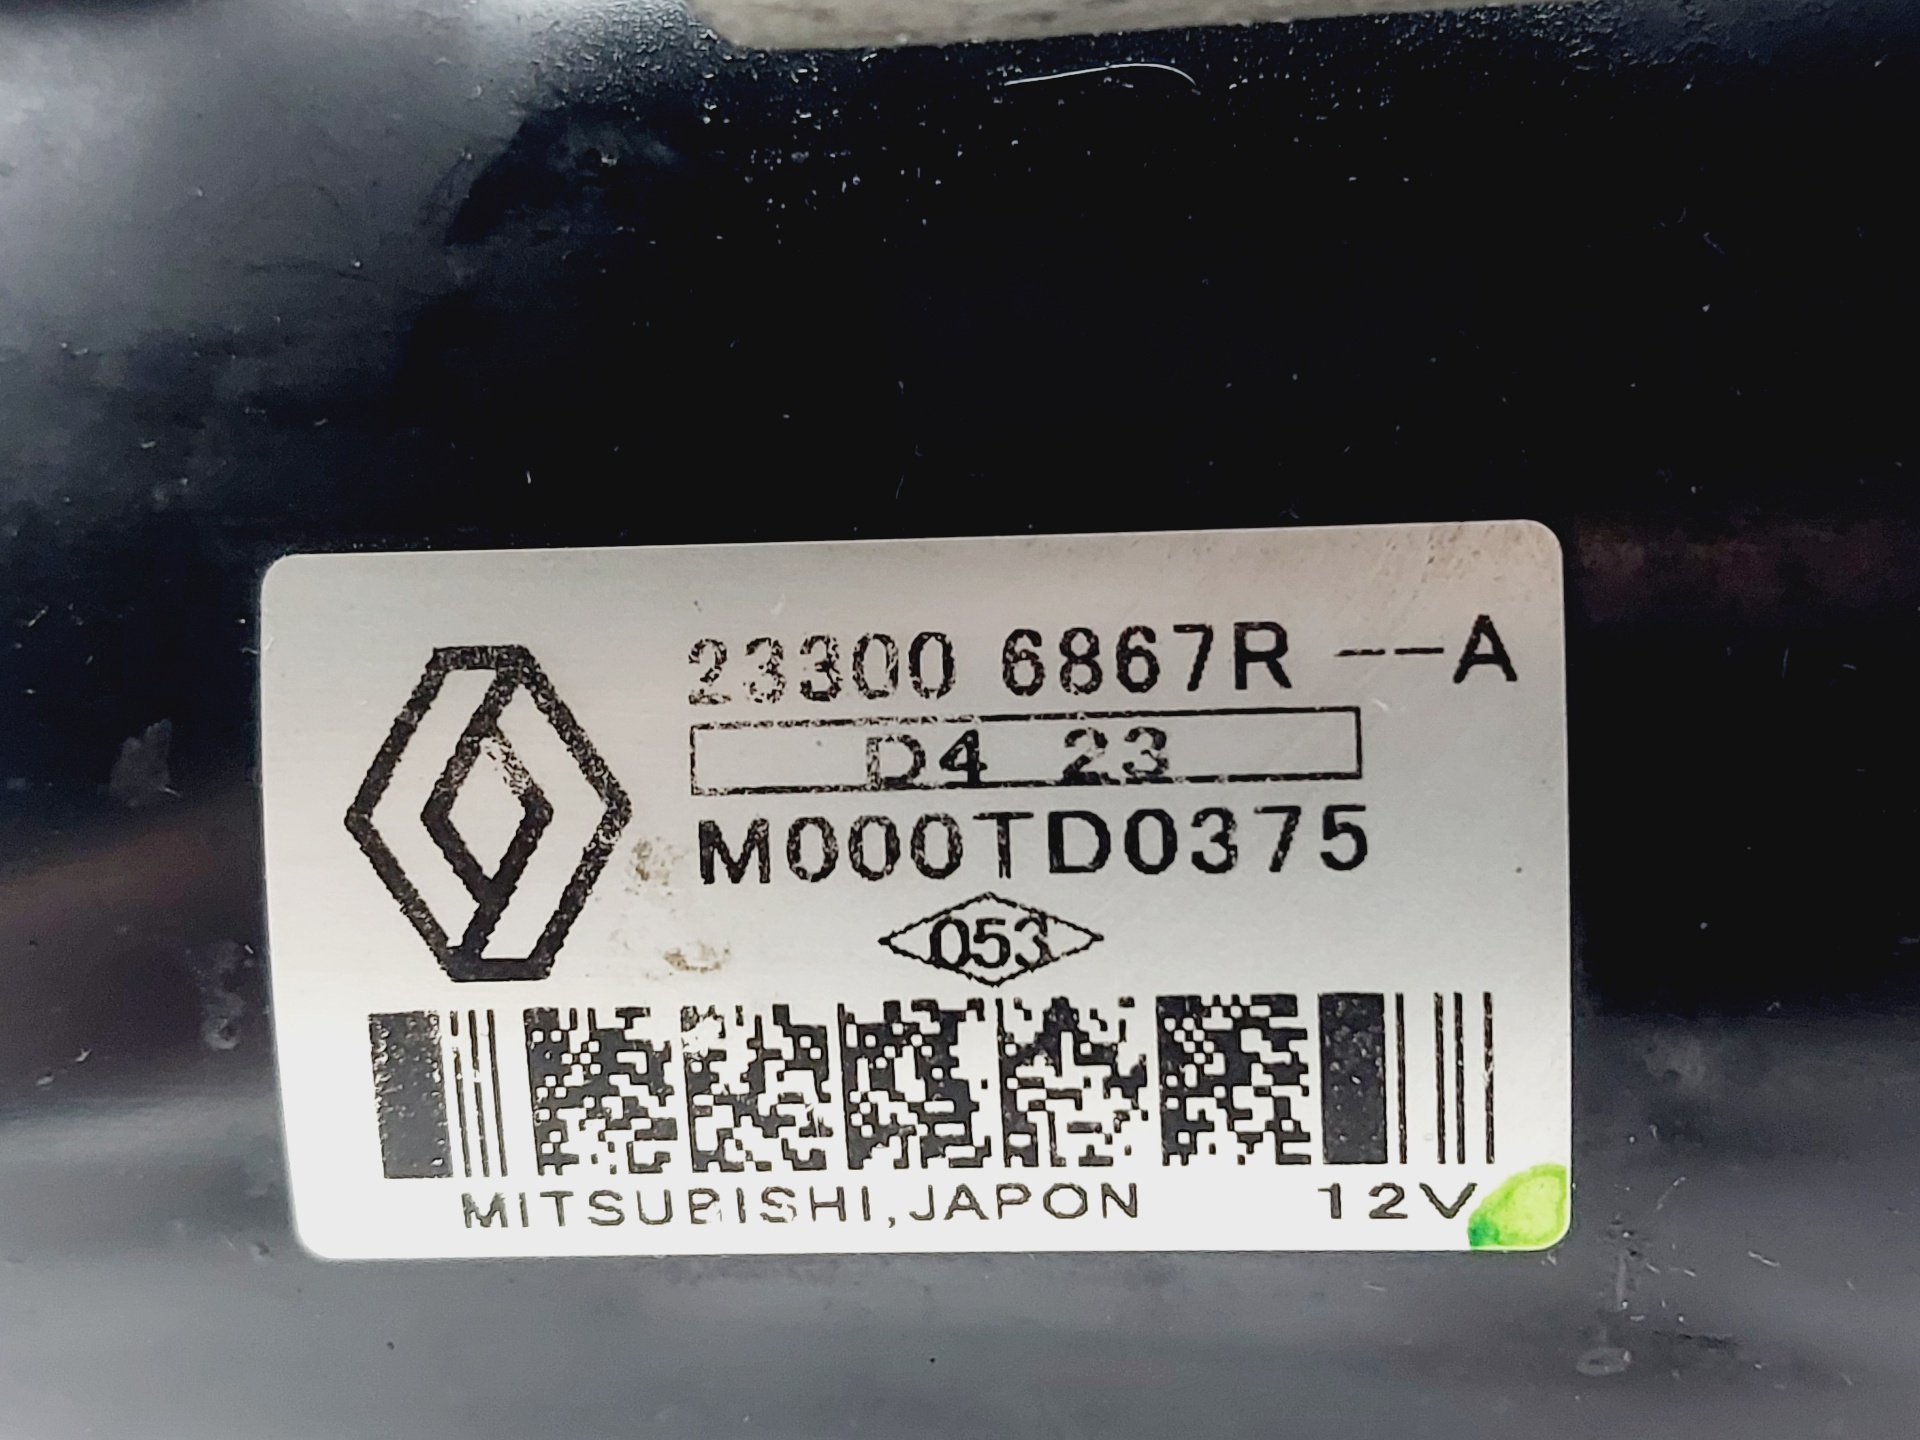 23300 6867R --A
D4 23
M000TD0375
053
MITSUBISHI, JAPON 12V